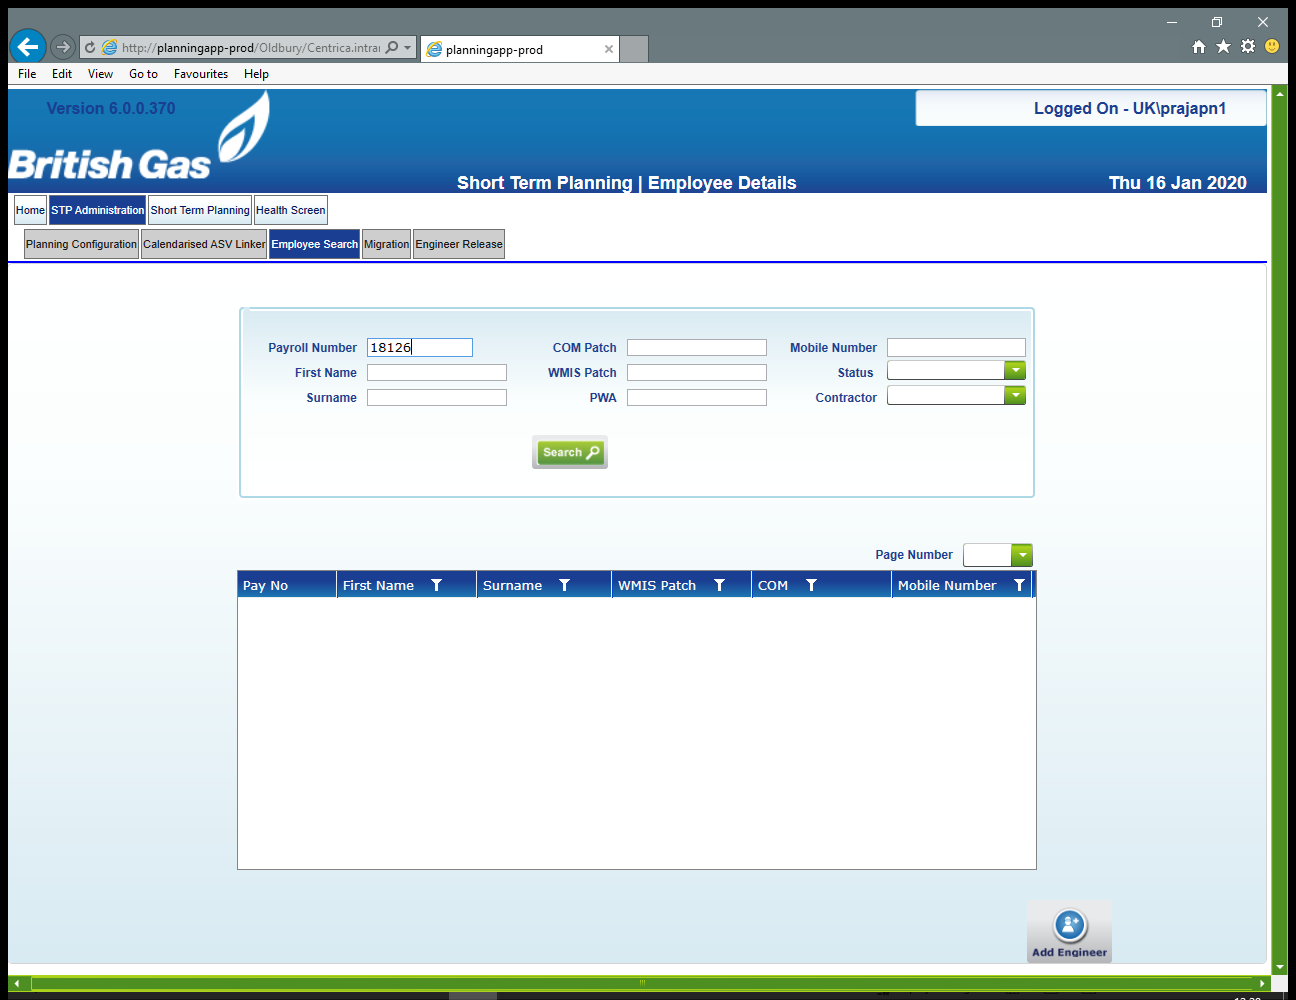 http://planningapp-prod/Oldbury/Centrica.intra
planningapp-prod
File Edit View Go to Favourites Help
Version 6.0.0.370
Logged On - UK\prajapn1
British Gas
Short Term Planning | Employee Details
Thu 16 Jan 2020
Home STP Administration Short Term Planning Health Screen
Planning Configuration Calendarised ASV Linker Employee Search Migration Engineer Release
Payroll Number 18126 COM Patch Mobile Number
First Name WMIS Patch Status
Surname PWA Contractor
Search
Page Number
Pay No First Name Surname WMIS Patch COM Mobile Number
Add Engineer